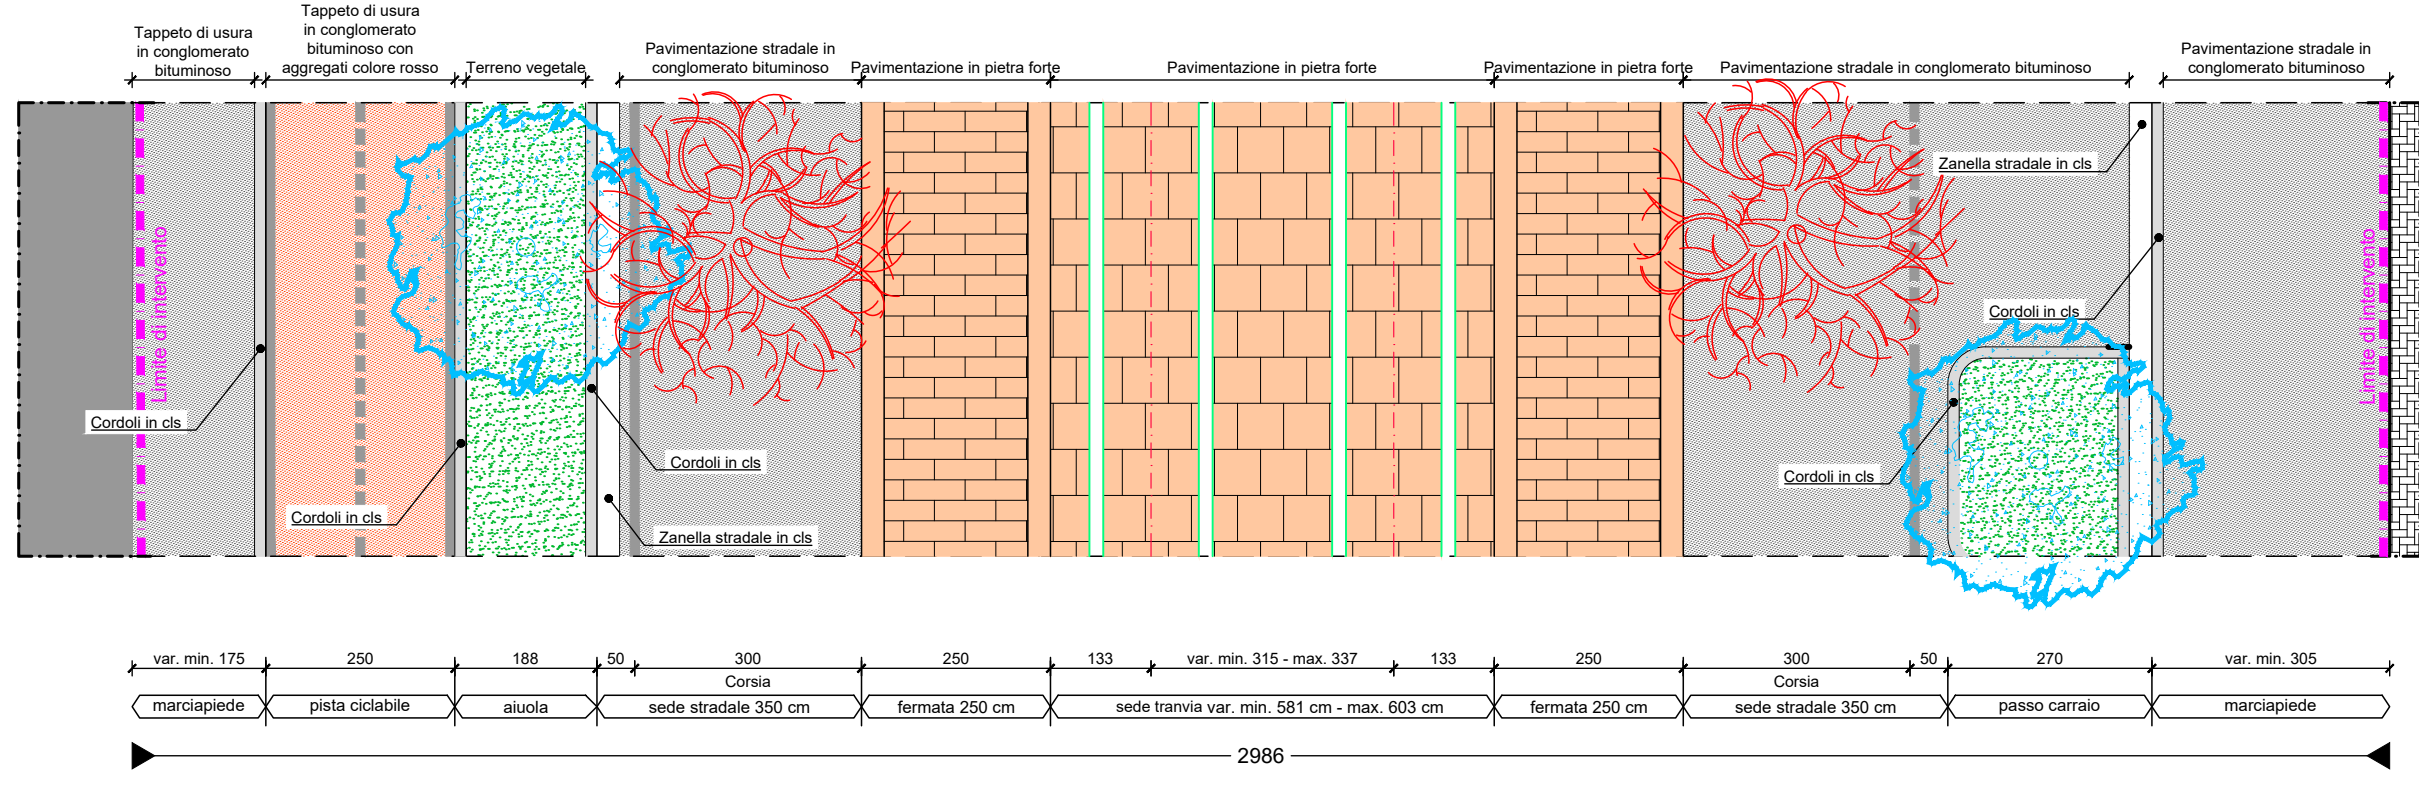 Tappeto di usura
in conglomerato
bituminoso
Tappeto di usura
in conglomerato
bituminoso con
aggregati colore rosso
Terreno vegetale
Pavimentazione stradale in
conglomerato bituminoso
Pavimentazione in pietra forte
Pavimentazione in pietra forte
Pavimentazione in pietra forte
Pavimentazione stradale in conglomerato bituminoso
Pavimentazione stradale in
conglomerato bituminoso
Limite di intervento
Cordoli in cls
Cordoli in cls
Cordoli in cls
Zanella stradale in cls
Zanella stradale in cls
Cordoli in cls
Cordoli in cls
Limite di intervento
var. min. 175
250
188
50
300
250
133
var. min. 315 - max. 337
133
250
300
50
270
var. min. 305
Corsia
Corsia
marciapiede
pista ciclabile
aiuola
sede stradale 350 cm
fermata 250 cm
sede tranvia var. min. 581 cm - max. 603 cm
fermata 250 cm
sede stradale 350 cm
passo carraio
marciapiede
2986